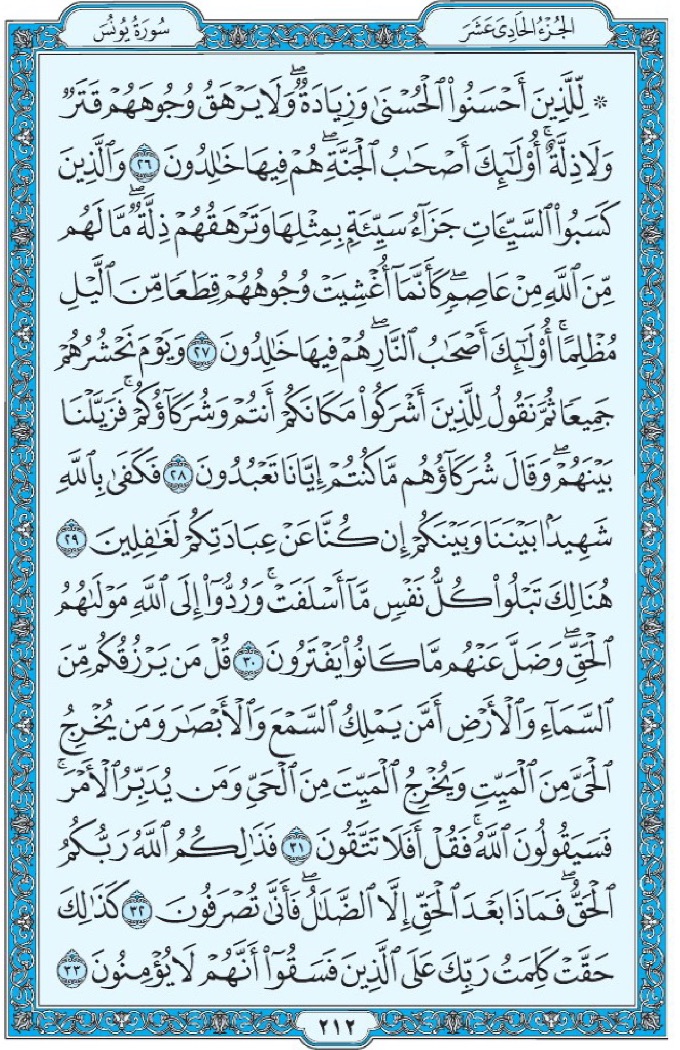 الجُزْءُ الحَادِي عَشَرَ
سُورَةُ يُونُسَ
۞ لِّلَّذِينَ أَحْسَنُواْ ٱلْحُسْنَىٰ وَزِيَادَةٌۖ وَلَا يَرْهَقُ وُجُوهَهُمْ قَتَرٌ
وَلَا ذِلَّةٌۚ أُوْلَٰٓئِكَ أَصْحَٰبُ ٱلْجَنَّةِۖ هُمْ فِيهَا خَٰلِدُونَ ٢٦ وَٱلَّذِينَ
كَسَبُواْ ٱلسَّيِّـَٔاتِ جَزَآءُ سَيِّئَةِۭ بِمِثْلِهَا وَتَرْهَقُهُمْ ذِلَّةٌۖ مَّا لَهُم
مِّنَ ٱللَّهِ مِنْ عَاصِمٍۖ كَأَنَّمَآ أُغْشِيَتْ وُجُوهُهُمْ قِطَعًا مِّنَ ٱلَّيْلِ
مُظْلِمًاۚ أُوْلَٰٓئِكَ أَصْحَٰبُ ٱلنَّارِۖ هُمْ فِيهَا خَٰلِدُونَ ٢٧ وَيَوْمَ نَحْشُرُهُمْ
جَمِيعًا ثُمَّ نَقُولُ لِلَّذِينَ أَشْرَكُواْ مَكَانَكُمْ أَنتُمْ وَشُرَكَآؤُكُمْۚ فَزَيَّلْنَا
بَيْنَهُمْۖ وَقَالَ شُرَكَآؤُهُم مَّا كُنتُمْ إِيَّانَا تَعْبُدُونَ ٢٨ فَكَفَىٰ بِٱللَّهِ
شَهِيدًۢا بَيْنَنَا وَبَيْنَكُمْ إِن كُنَّا عَنْ عِبَادَتِكُمْ لَغَٰفِلِينَ ٢٩
هُنَالِكَ تَبْلُواْ كُلُّ نَفْسٍ مَّآ أَسْلَفَتْۚ وَرُدُّوٓاْ إِلَى ٱللَّهِ مَوْلَىٰهُمُ
ٱلْحَقِّۖ وَضَلَّ عَنْهُم مَّا كَانُواْ يَفْتَرُونَ ٣٠ قُلْ مَن يَرْزُقُكُم مِّنَ
ٱلسَّمَآءِ وَٱلْأَرْضِ أَمَّن يَمْلِكُ ٱلسَّمْعَ وَٱلْأَبْصَٰرَ وَمَن يُخْرِجُ
ٱلْحَيَّ مِنَ ٱلْمَيِّتِ وَيُخْرِجُ ٱلْمَيِّتَ مِنَ ٱلْحَيِّ وَمَن يُدَبِّرُ ٱلْأَمْرَۚ
فَسَيَقُولُونَ ٱللَّهُۚ فَقُلْ أَفَلَا تَتَّقُونَ ٣١ فَذَٰلِكُمُ ٱللَّهُ رَبُّكُمُ
ٱلْحَقُّۖ فَمَاذَا بَعْدَ ٱلْحَقِّ إِلَّا ٱلضَّلَٰلُۖ فَأَنَّىٰ تُصْرَفُونَ ٣٢ كَذَٰلِكَ
حَقَّتْ كَلِمَتُ رَبِّكَ عَلَى ٱلَّذِينَ فَسَقُوٓاْ أَنَّهُمْ لَا يُؤْمِنُونَ ٣٣
٢١٢